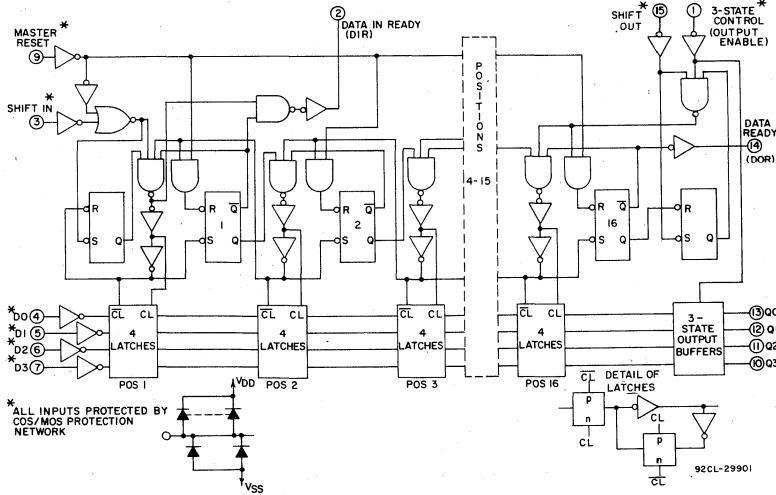 MASTER *
RESET
9
SHIFT IN *
3
2 DATA IN READY
(DIR)
SHIFT *
OUT
15
1
3-STATE *
CONTROL
(OUTPUT
ENABLE)
DATA
READY
14
(DOR)
POSITIONS
4-15
R
S Q
R Q̅
1
S Q
R Q̅
2
S Q
R
16
S Q
R
S Q
*D0 4
*D1 5
*D2 6
*D3 7
C̅L̅ CL
4
LATCHES
POS 1
C̅L̅ CL
4
LATCHES
POS 2
C̅L̅ CL
4
LATCHES
POS 3
C̅L̅ CL
4
LATCHES
POS 16
3-
STATE
OUTPUT
BUFFERS
13 Q0
12 Q1
11 Q2
10 Q3
*ALL INPUTS PROTECTED BY
COS/MOS PROTECTION
NETWORK
VDD
VSS
DETAIL OF
LATCHES
C̅L̅
p
n
CL
CL
p
n
C̅L̅
92CL-29901